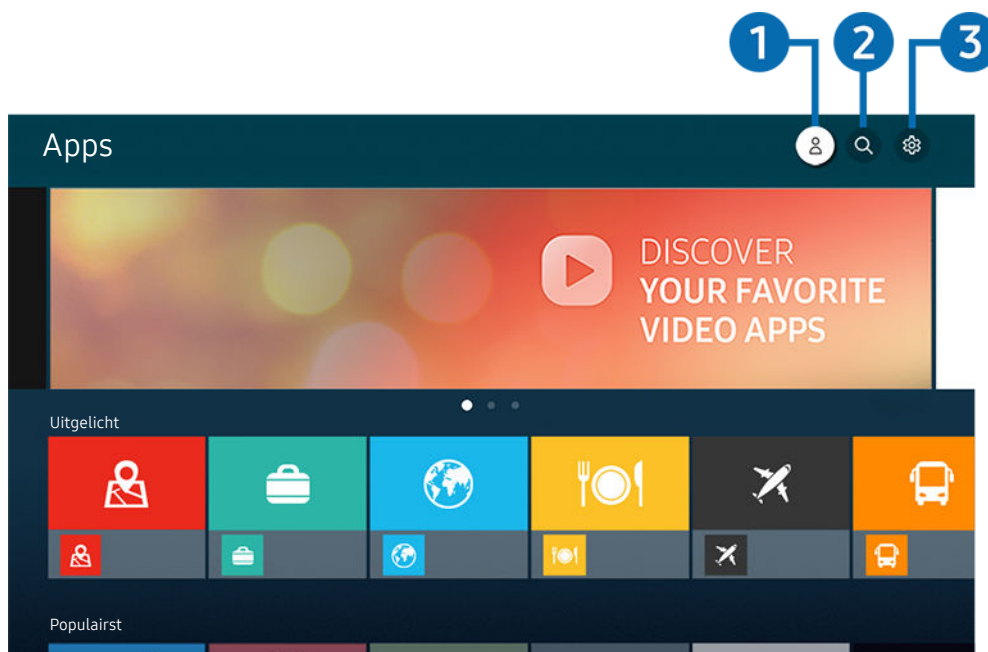 1 2 3
Apps
DISCOVER
YOUR FAVORITE
VIDEO APPS
Uitgelicht
Populairst